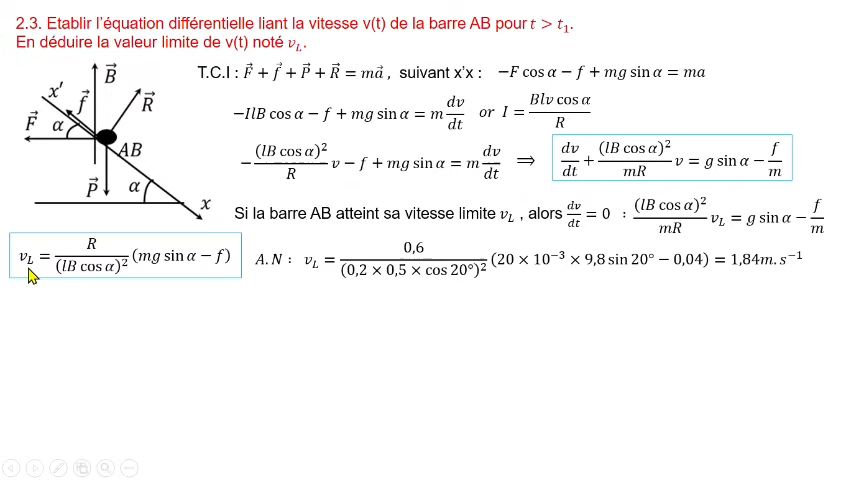 2.3. Etablir l’équation différentielle liant la vitesse v(t) de la barre AB pour t > t₁.
En déduire la valeur limite de v(t) noté v_L.
T.C.I : F⃗ + f⃗ + P⃗ + R⃗ = ma⃗ , suivant x’x : −F cos α − f + mg sin α = ma
x′ f⃗ B⃗ R⃗ F⃗ α AB P⃗ α x
−IlB cos α − f + mg sin α = m dv/dt or I = Blv cos α / R
− (lB cos α)²/R v − f + mg sin α = m dv/dt ⟹ dv/dt + (lB cos α)²/mR v = g sin α − f/m
Si la barre AB atteint sa vitesse limite v_L , alors dv/dt = 0 : (lB cos α)²/mR v_L = g sin α − f/m
v_L = R/(lB cos α)² (mg sin α − f) A.N : v_L = 0,6/(0,2 × 0,5 × cos 20°)² (20 × 10⁻³ × 9,8 sin 20° − 0,04) = 1,84m.s⁻¹